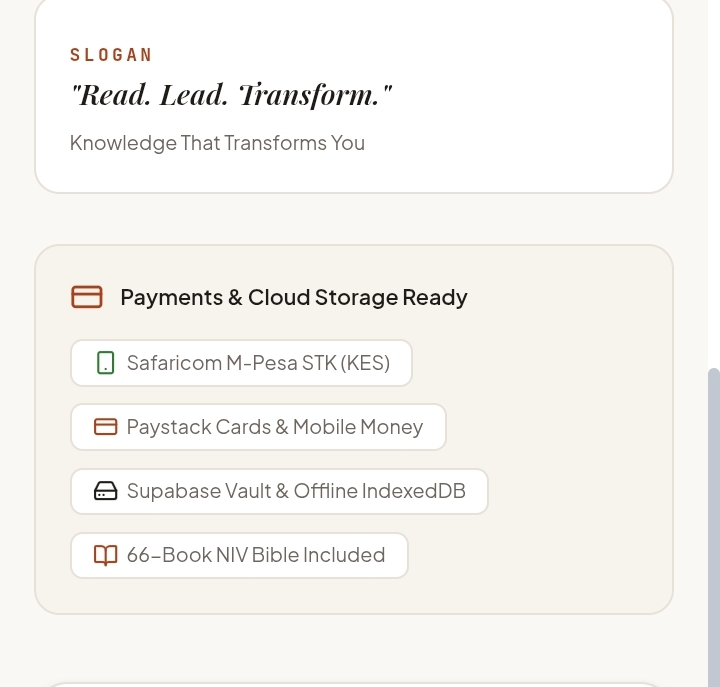 SLOGAN
"Read. Lead. Transform."
Knowledge That Transforms You
Payments & Cloud Storage Ready
Safaricom M-Pesa STK (KES)
Paystack Cards & Mobile Money
Supabase Vault & Offline IndexedDB
66-Book NIV Bible Included